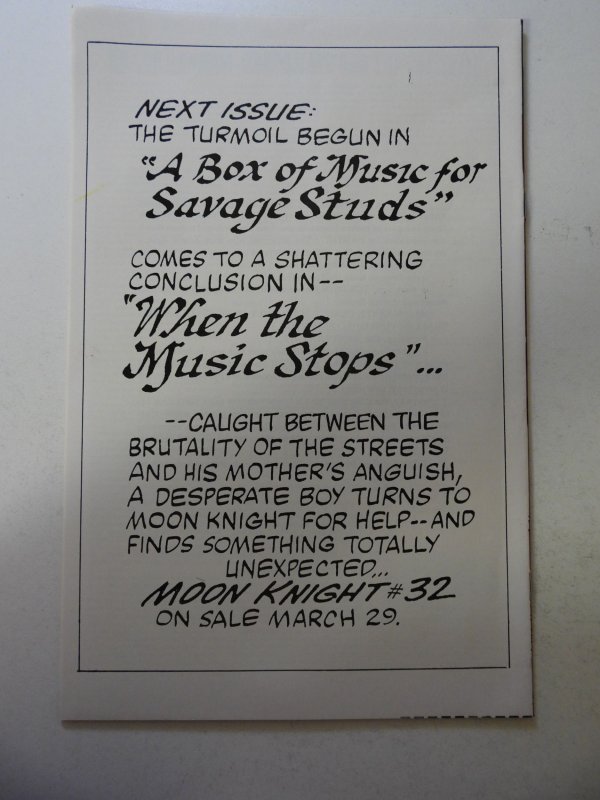 NEXT ISSUE:
THE TURMOIL BEGUN IN
"A Box of Music for
Savage Studs"
COMES TO A SHATTERING
CONCLUSION IN--
"When the
Music Stops"...
--CAUGHT BETWEEN THE
BRUTALITY OF THE STREETS
AND HIS MOTHER'S ANGUISH,
A DESPERATE BOY TURNS TO
MOON KNIGHT FOR HELP--AND
FINDS SOMETHING TOTALLY
UNEXPECTED...
MOON KNIGHT #32
ON SALE MARCH 29.